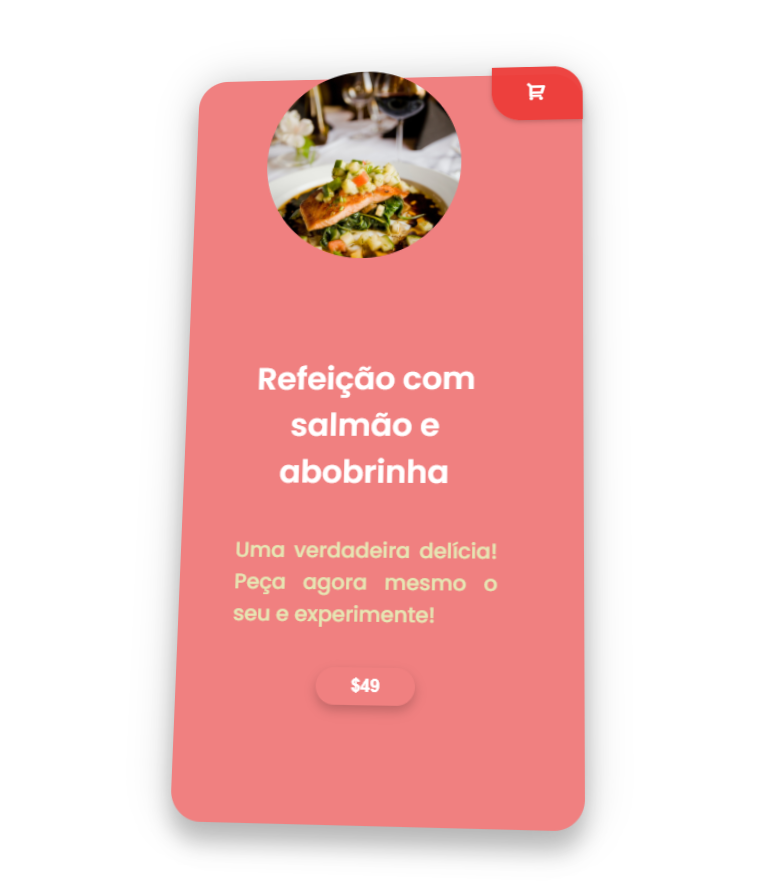 Refeição com
salmão e
abobrinha
Uma verdadeira delícia!
Peça agora mesmo o
seu e experimente!
$49